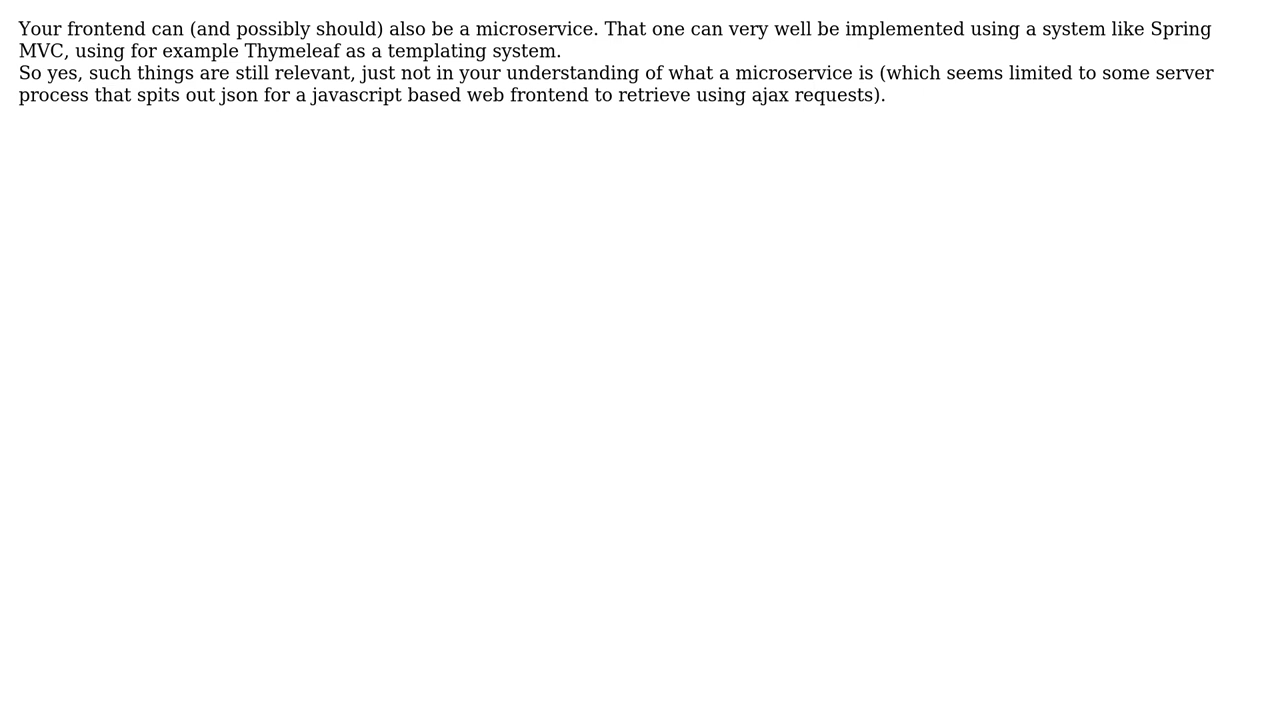 Your frontend can (and possibly should) also be a microservice. That one can very well be implemented using a system like Spring
MVC, using for example Thymeleaf as a templating system.
So yes, such things are still relevant, just not in your understanding of what a microservice is (which seems limited to some server
process that spits out json for a javascript based web frontend to retrieve using ajax requests).